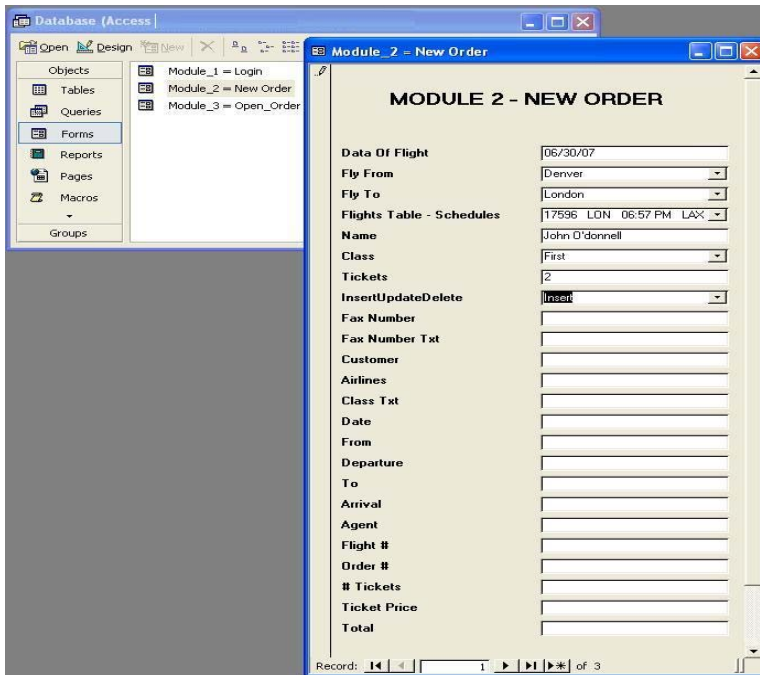 Database (Access
Open Design New
Objects
Tables
Queries
Forms
Reports
Pages
Macros
Groups
Module_1 = Login
Module_2 = New Order
Module_3 = Open_Order
Module_2 = New Order
MODULE 2 - NEW ORDER
Data Of Flight 06/30/07
Fly From Denver
Fly To London
Flights Table - Schedules 17596 LON 06:57 PM LAX
Name John O'donnell
Class First
Tickets 2
InsertUpdateDelete Insert
Fax Number
Fax Number Txt
Customer
Airlines
Class Txt
Date
From
Departure
To
Arrival
Agent
Flight #
Order #
# Tickets
Ticket Price
Total
Record: 1 of 3